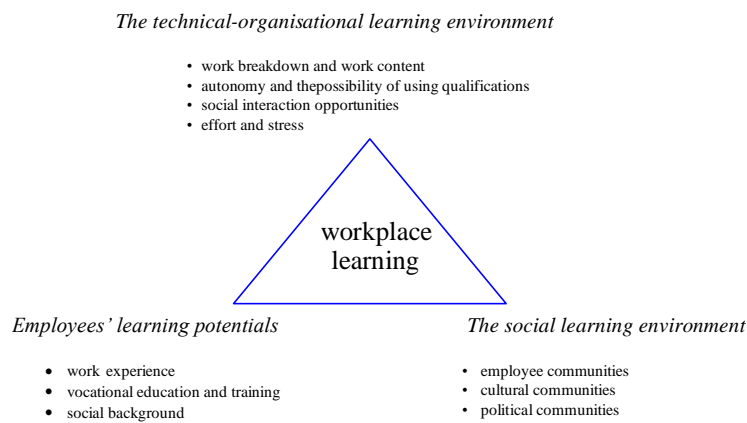 The technical-organisational learning environment
• work breakdown and work content
• autonomy and thepossibility of using qualifications
• social interaction opportunities
• effort and stress
workplace
learning
Employees’ learning potentials
• work experience
• vocational education and training
• social background
The social learning environment
• employee communities
• cultural communities
• political communities